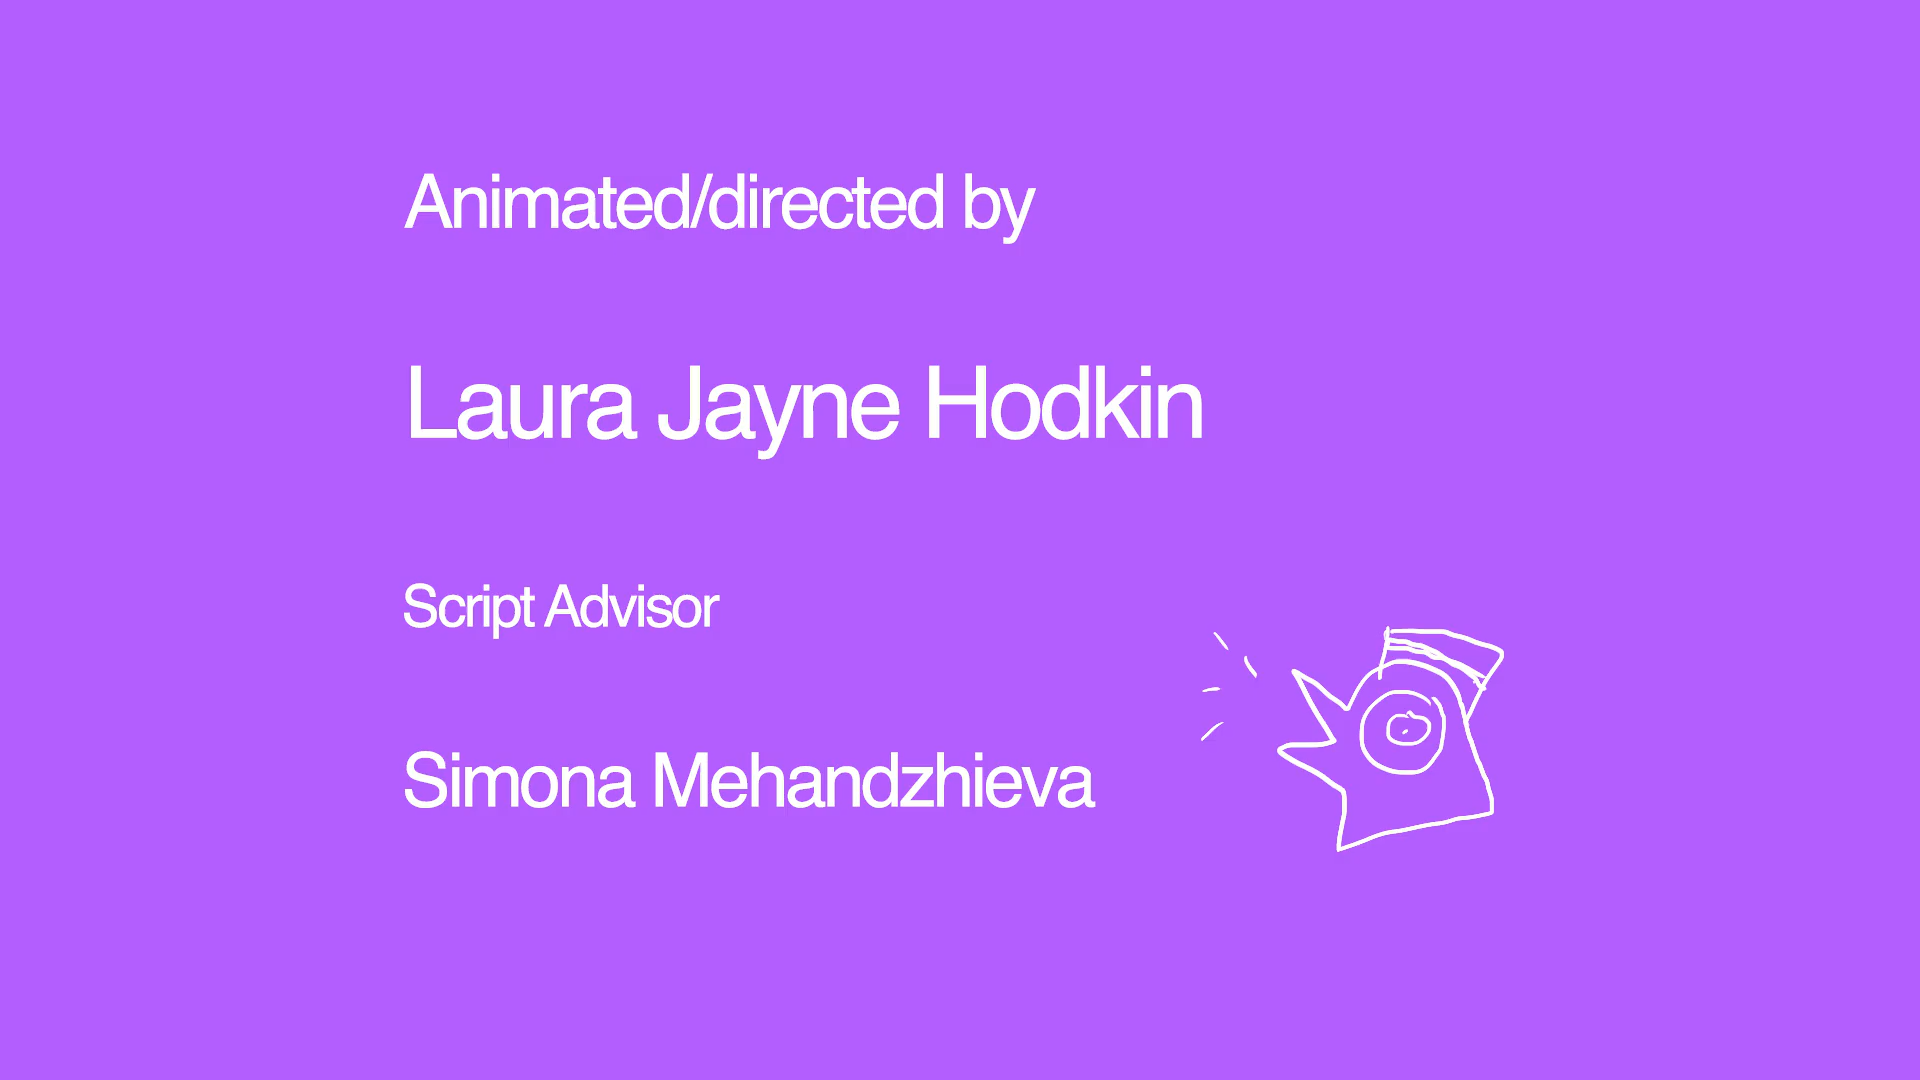 Animated/directed by
Laura Jayne Hodkin
Script Advisor
Simona Mehandzhieva